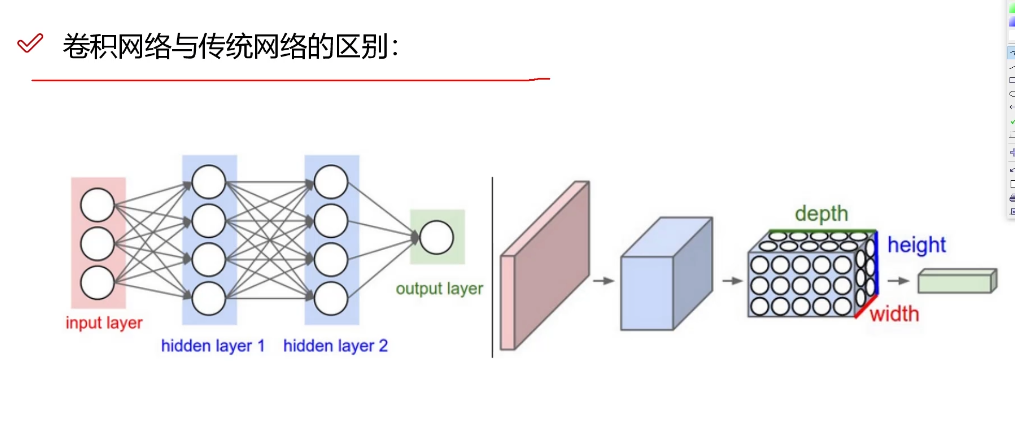 卷积网络与传统网络的区别：
input layer
hidden layer 1
hidden layer 2
output layer
depth
height
width